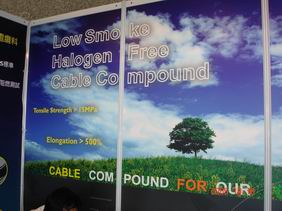 Low Smoke
Halogen Free
Cable Compound
Tensile Strength > 15MPa
Elongation > 500%
CABLE COMPOUND FOR OUR